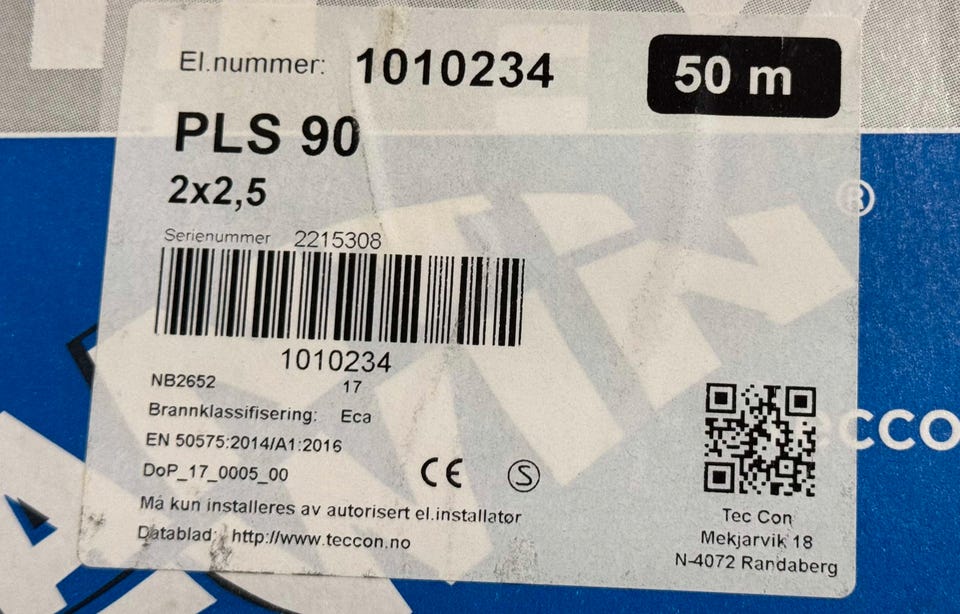 El.nummer: 1010234
50 m
PLS 90
2x2,5
®
Serienummer 2215308
1010234
NB2652 17
Brannklassifisering: Eca
EN 50575:2014/A1:2016
DoP_17_0005_00
CE S
Må kun installeres av autorisert el.installatør
Datablad: http://www.teccon.no
ecco
Tec Con
Mekjarvik 18
N-4072 Randaberg